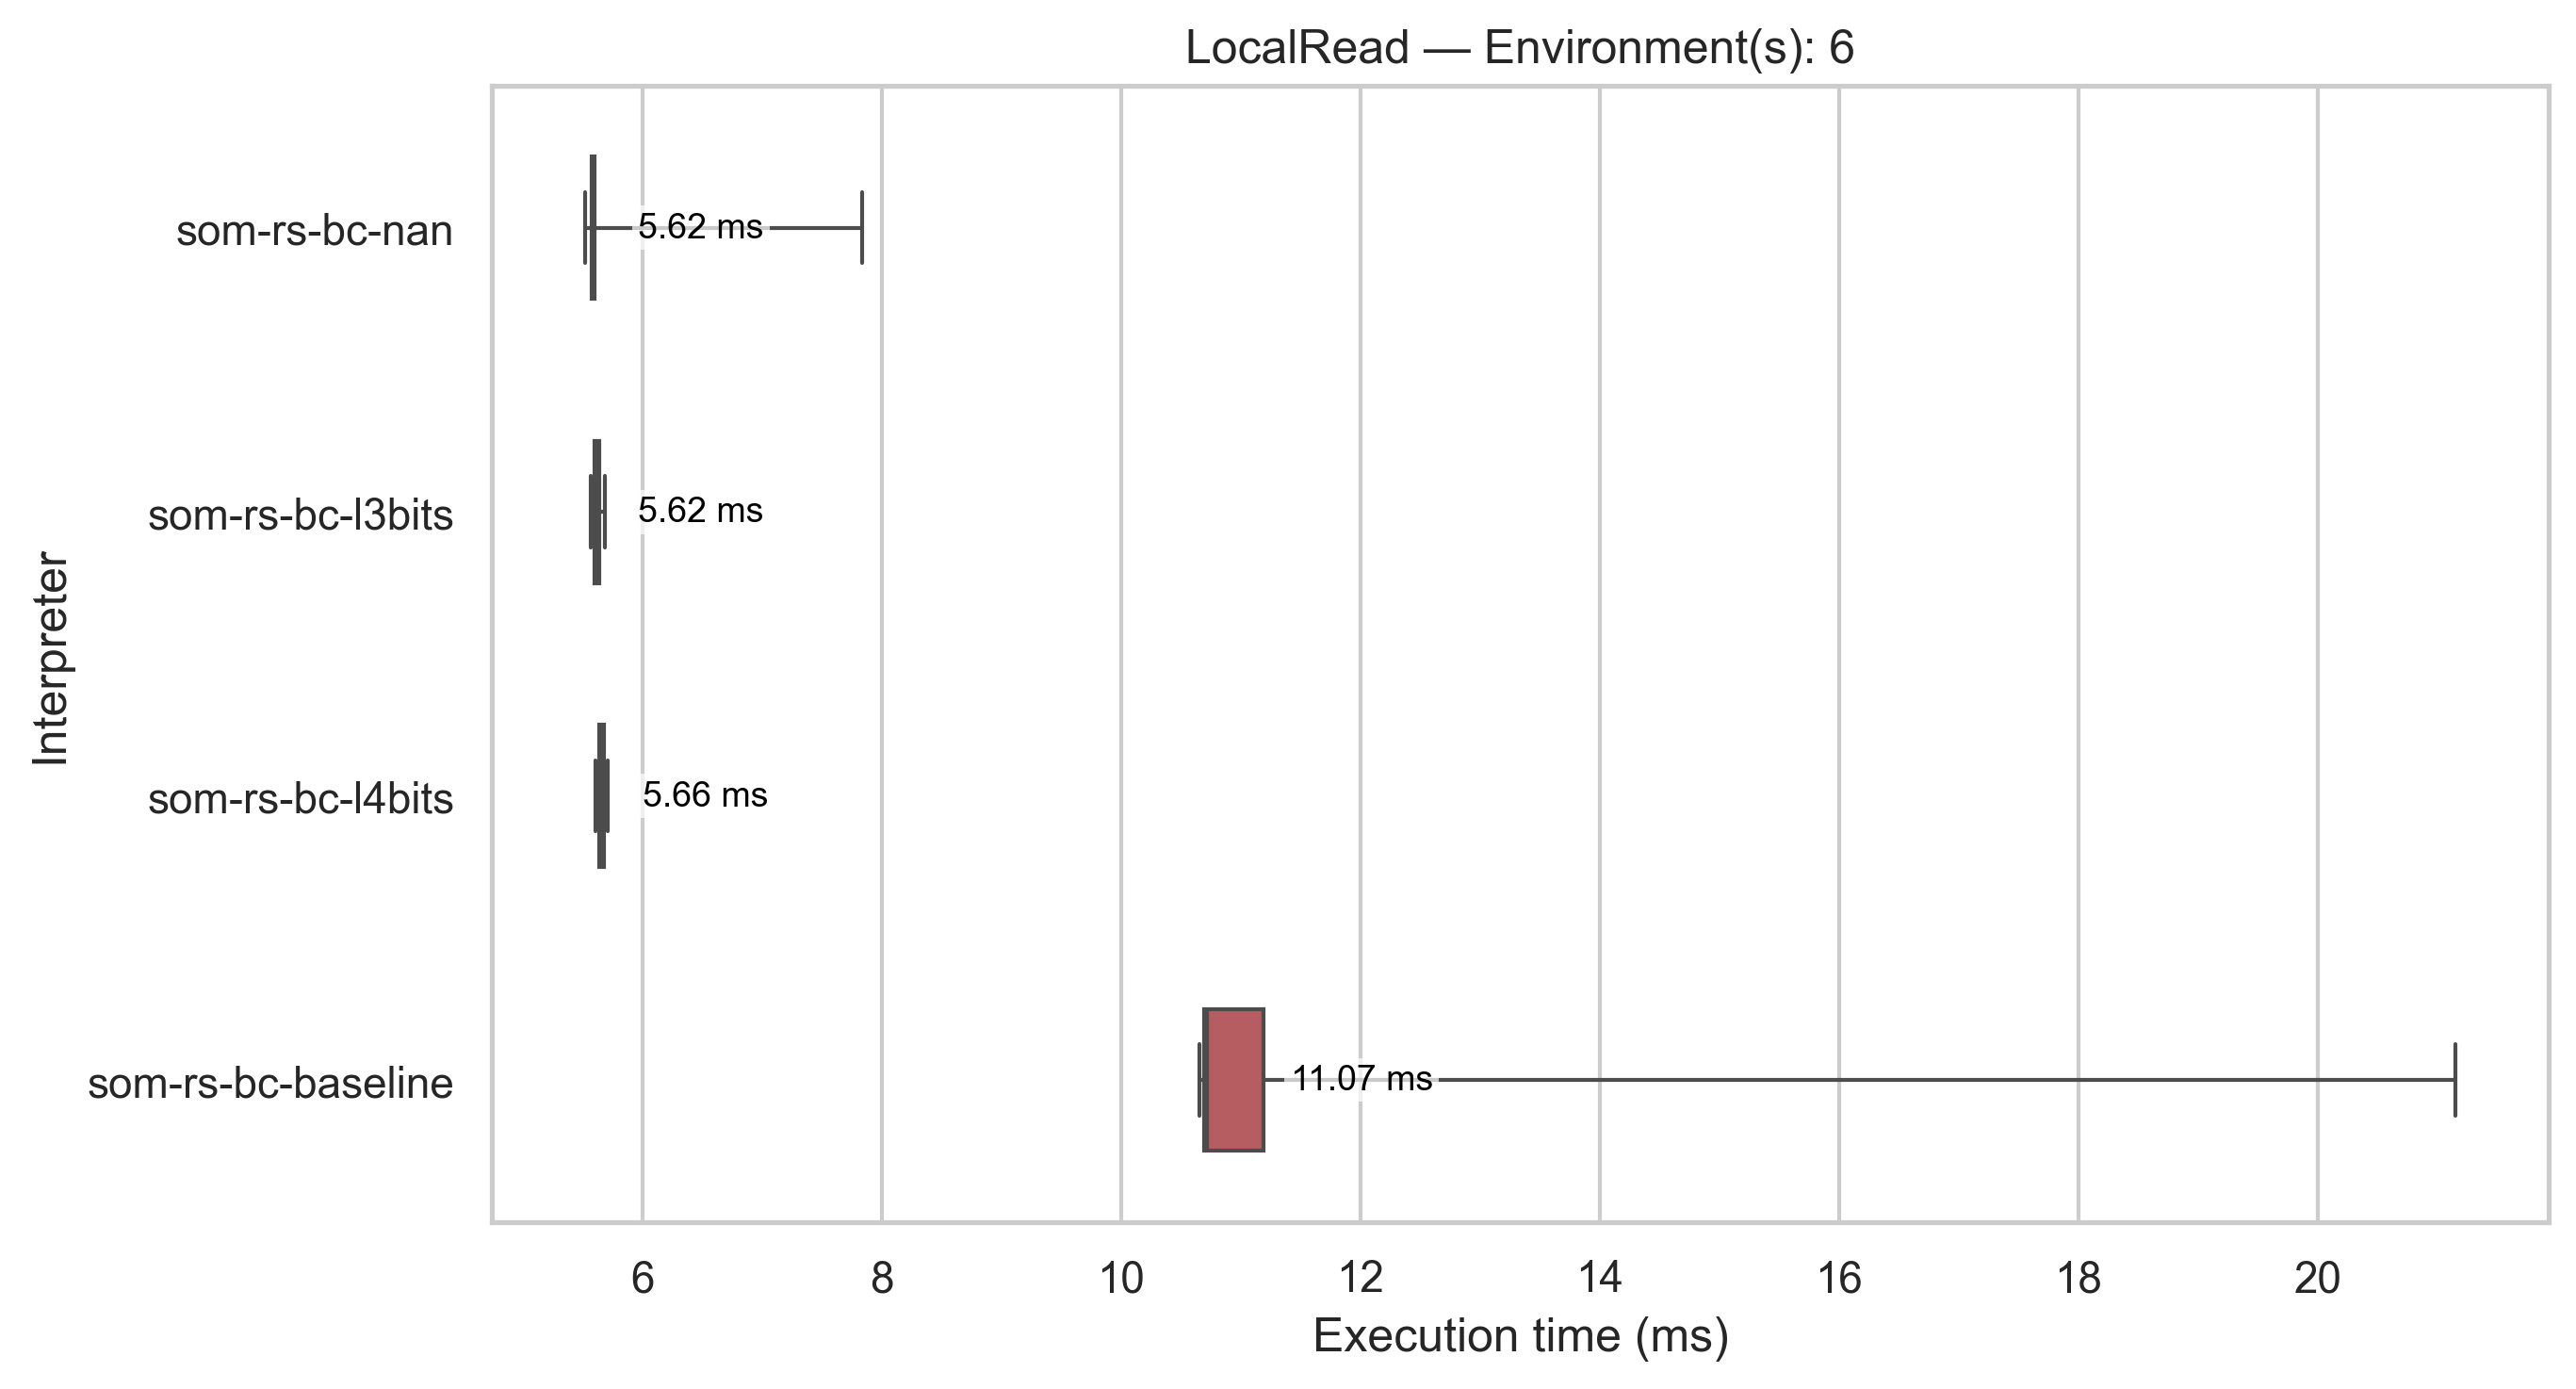 LocalRead — Environment(s): 6
som-rs-bc-nan
5.62 ms
som-rs-bc-l3bits
5.62 ms
som-rs-bc-l4bits
5.66 ms
som-rs-bc-baseline
11.07 ms
Interpreter
6 8 10 12 14 16 18 20
Execution time (ms)